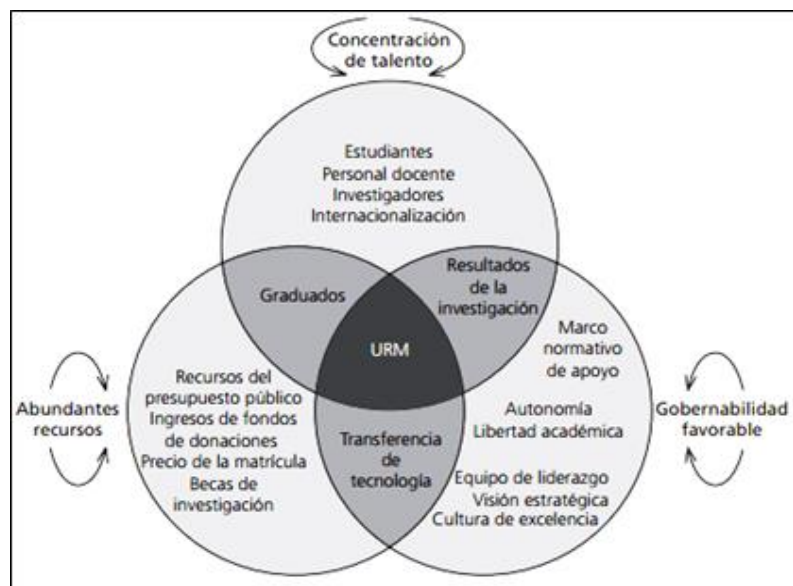 Concentración
de talento
Estudiantes
Personal docente
Investigadores
Internacionalización
Graduados
Resultados
de la
investigación
URM
Marco
normativo
de apoyo
Abundantes
recursos
Recursos del
presupuesto público
Ingresos de fondos
de donaciones
Precio de la matrícula
Becas de
investigación
Transferencia
de
tecnología
Autonomía
Libertad académica
Equipo de liderazgo
Visión estratégica
Cultura de excelencia
Gobernabilidad
favorable